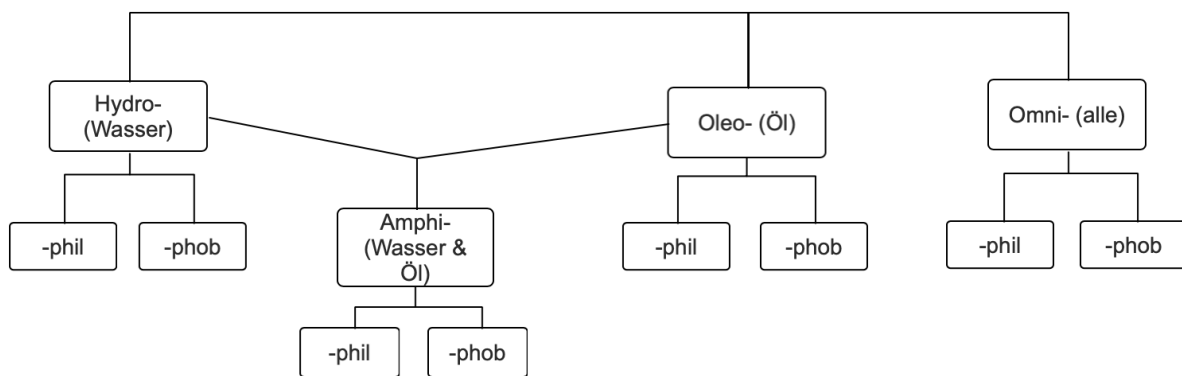 Hydro-
(Wasser)
Oleo- (Öl)
Omni- (alle)
-phil
-phob
Amphi-
(Wasser &
Öl)
-phil
-phob
-phil
-phob
-phil
-phob